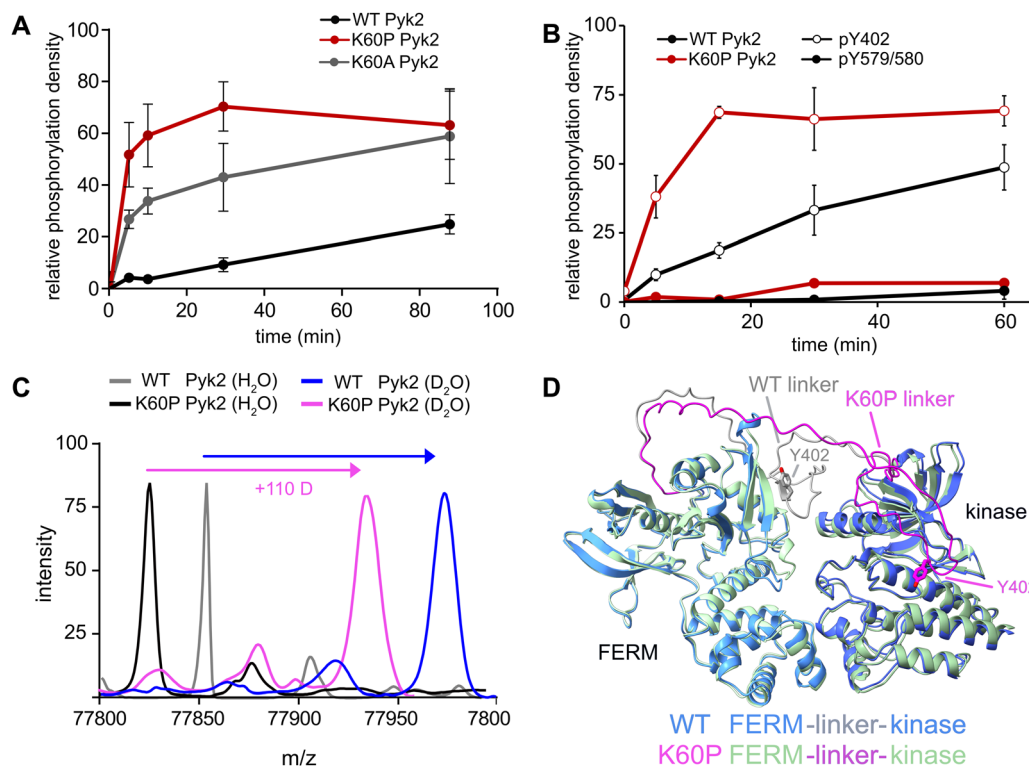 A
WT Pyk2
K60P Pyk2
K60A Pyk2
relative phosphorylation density
100
80
60
40
20
0
0 20 40 60 80 100
time (min)
B
WT Pyk2 pY402
K60P Pyk2 pY579/580
relative phosphorylation density
100
75
50
25
0
0 20 40 60
time (min)
C
WT Pyk2 (H2O) WT Pyk2 (D2O)
K60P Pyk2 (H2O) K60P Pyk2 (D2O)
intensity
100
75
50
25
+110 D
77800 77850 77900 77950 7800
m/z
D
WT linker
K60P linker
Y402
kinase
Y402
FERM
WT FERM-linker-kinase
K60P FERM-linker-kinase